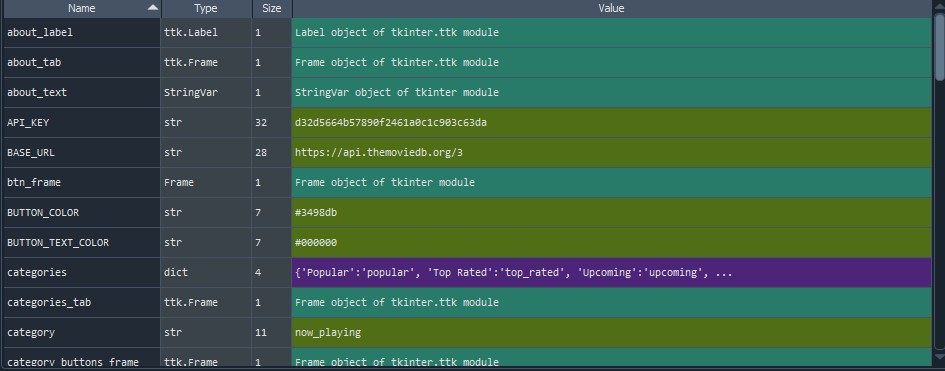 Name Type Size Value
about_label ttk.Label 1 Label object of tkinter.ttk module
about_tab ttk.Frame 1 Frame object of tkinter.ttk module
about_text StringVar 1 StringVar object of tkinter module
API_KEY str 32 d32d5664b57890f2461a0c1c903c63da
BASE_URL str 28 https://api.themoviedb.org/3
btn_frame Frame 1 Frame object of tkinter module
BUTTON_COLOR str 7 #3498db
BUTTON_TEXT_COLOR str 7 #000000
categories dict 4 {'Popular':'popular', 'Top Rated':'top_rated', 'Upcoming':'upcoming', ...
categories_tab ttk.Frame 1 Frame object of tkinter.ttk module
category str 11 now_playing
category_buttons_frame ttk.Frame 1 Frame object of tkinter.ttk module